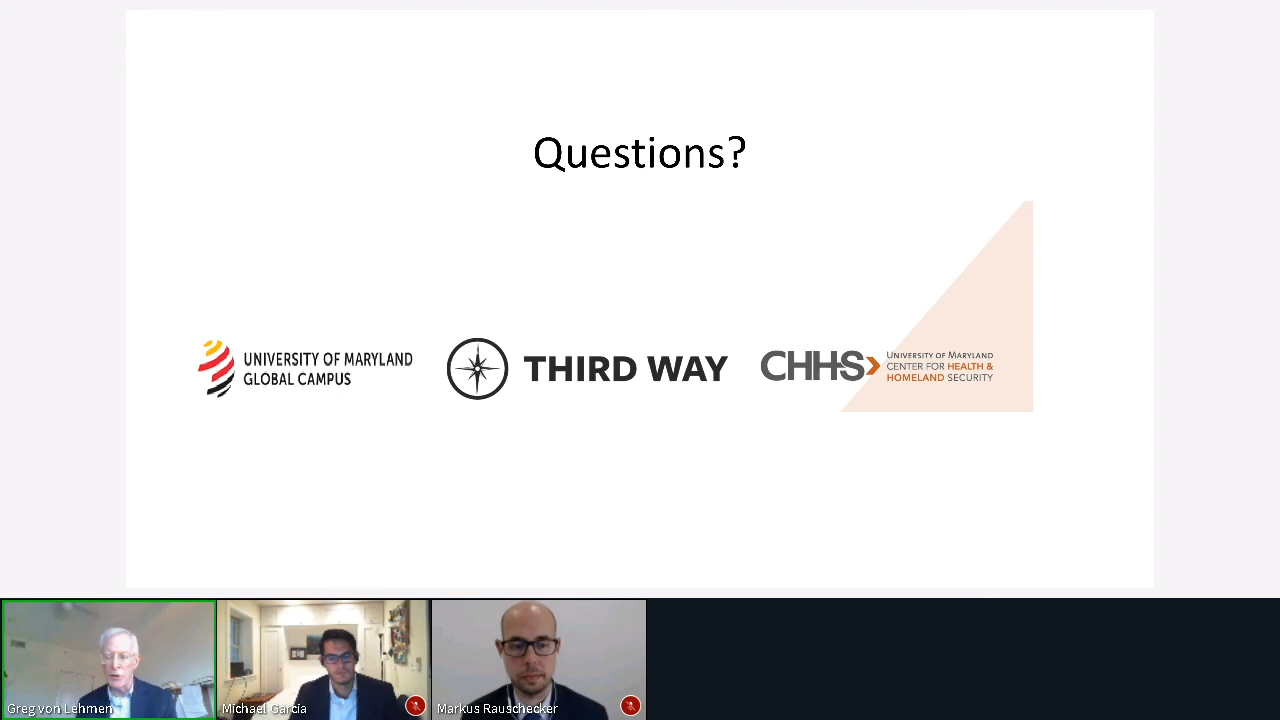 Questions?
UNIVERSITY OF MARYLAND
GLOBAL CAMPUS
THIRD WAY
CHHS
UNIVERSITY OF MARYLAND
CENTER FOR HEALTH &
HOMELAND SECURITY
Greg von Lehmen
Michael Garcia
Markus Rauschecker